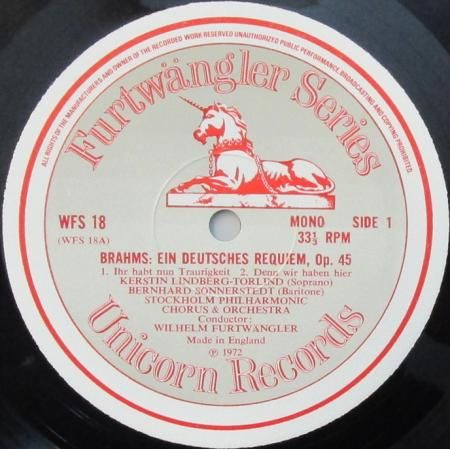 ALL RIGHTS OF THE MANUFACTURERS AND OWNER OF THE RECORDED WORK RESERVED UNAUTHORIZED PUBLIC PERFORMANCE, BROADCASTING AND COPYING PROHIBITED
Furtwängler Series
WFS 18
(WFS 18A)
MONO SIDE 1
33⅓ RPM
BRAHMS: EIN DEUTSCHES REQUIEM, Op. 45
1. Ihr habt nun Traurigkeit 2. Denn wir haben hier
KERSTIN LINDBERG-TORLIND (Soprano)
BERNHARD SÖNNERSTEDT (Baritone)
STOCKHOLM PHILHARMONIC
CHORUS & ORCHESTRA
Conductor:
WILHELM FURTWÄNGLER
Made in England
℗ 1972
Unicorn Records